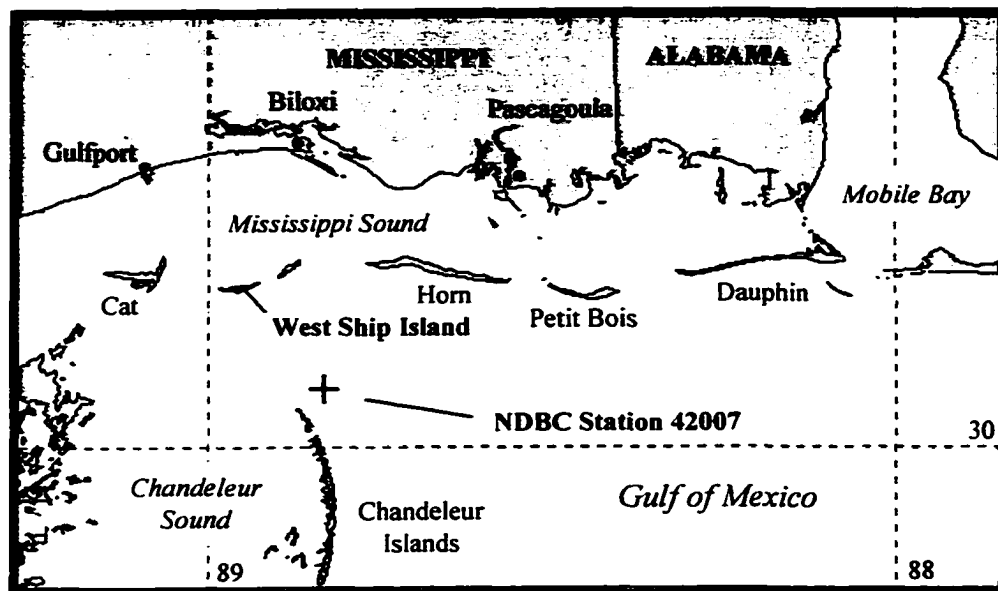 MISSISSIPPI
ALABAMA
Biloxi
Pascagoula
Gulfport
Mobile Bay
Mississippi Sound
Cat
Horn
Dauphin
Petit Bois
West Ship Island
NDBC Station 42007
30
Chandeleur
Sound
Gulf of Mexico
Chandeleur
Islands
89
88